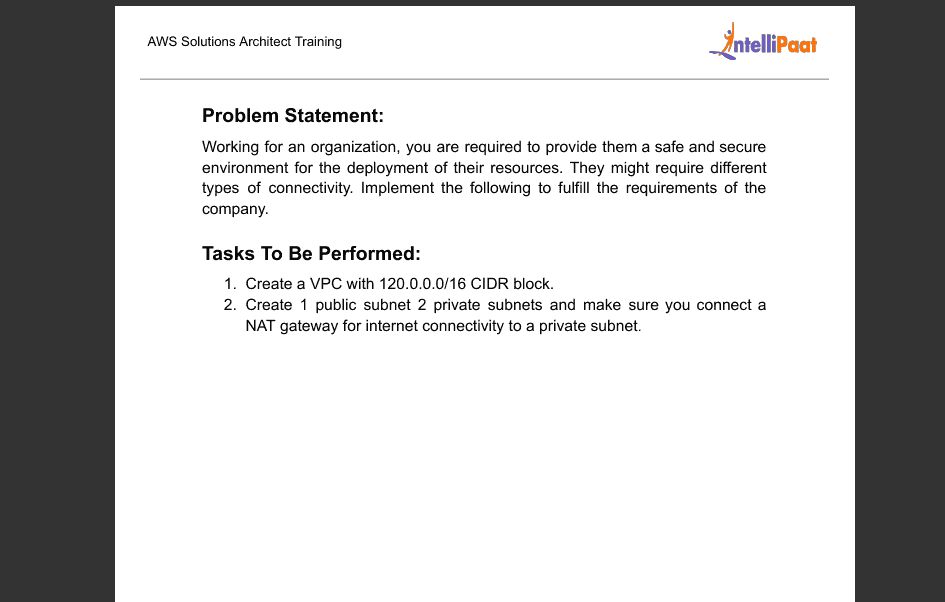 AWS Solutions Architect Training
IntelliPaat
Problem Statement:
Working for an organization, you are required to provide them a safe and secure
environment for the deployment of their resources. They might require different
types of connectivity. Implement the following to fulfill the requirements of the
company.
Tasks To Be Performed:
1. Create a VPC with 120.0.0.0/16 CIDR block.
2. Create 1 public subnet 2 private subnets and make sure you connect a
NAT gateway for internet connectivity to a private subnet.